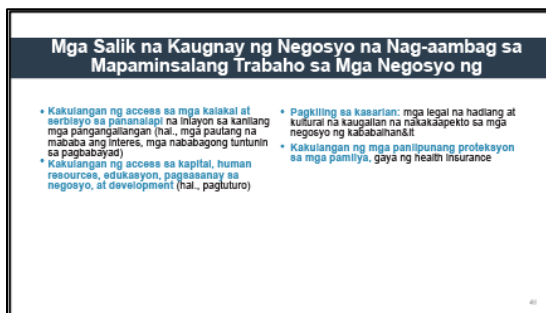 Mga Salik na Kaugnay ng Negosyo na Nag-aambag sa
Mapaminsalang Trabaho sa Mga Negosyo ng
• Kakulangan ng access sa mga kalakal at
serbisyo sa pananalapi na iniayon sa kanilang
mga pangangailangan (hal., mga pautang na
mababa ang interes, mga nababagong tuntunin
sa pagbabayad)
• Kakulangan ng access sa kapital, human
resources, edukasyon, pagsasanay sa
negosyo, at development (hal., pagtuturo)
• Pagkiling sa kasarian: mga legal na hadlang at
kultural na kaugalian na nakakaapekto sa mga
negosyo ng kababaihan&lt
• Kakulangan ng mga panlipunang proteksyon
sa mga pamilya, gaya ng health insurance